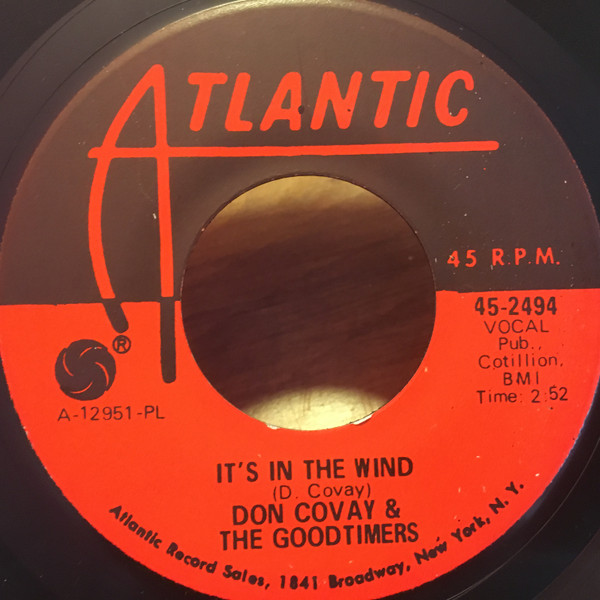 ATLANTIC
45 R.P.M.
45-2494
VOCAL
Pub.,
Cotillion,
BMI
Time: 2:52
®
A-12951-PL
IT'S IN THE WIND
(D. Covay)
DON COVAY &
THE GOODTIMERS
Atlantic Record Sales, 1841 Broadway, New York, N.Y.